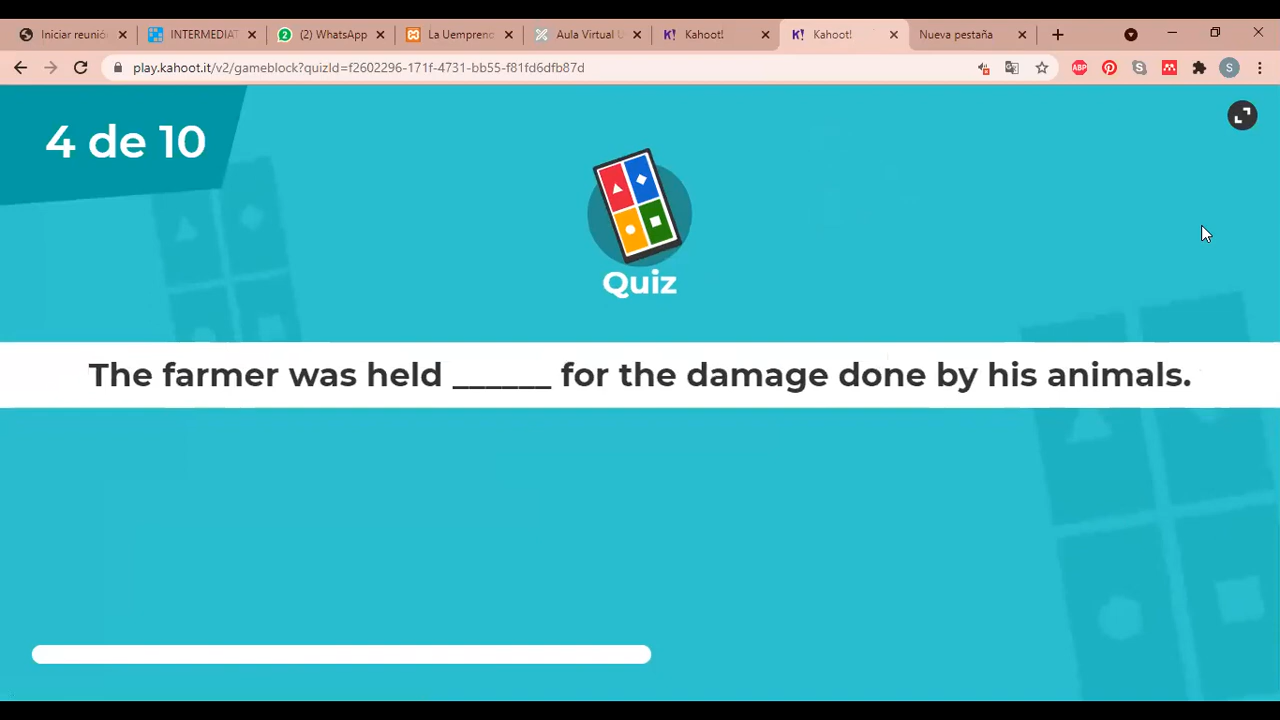 Iniciar reunió
INTERMEDIAT
(2) WhatsApp
La Uemprenc
Aula Virtual U
Kahoot!
Kahoot!
Nueva pestaña
play.kahoot.it/v2/gameblock?quizId=f2602296-171f-4731-bb55-f81fd6dfb87d
ABP
S
4 de 10
Quiz
The farmer was held ______ for the damage done by his animals.